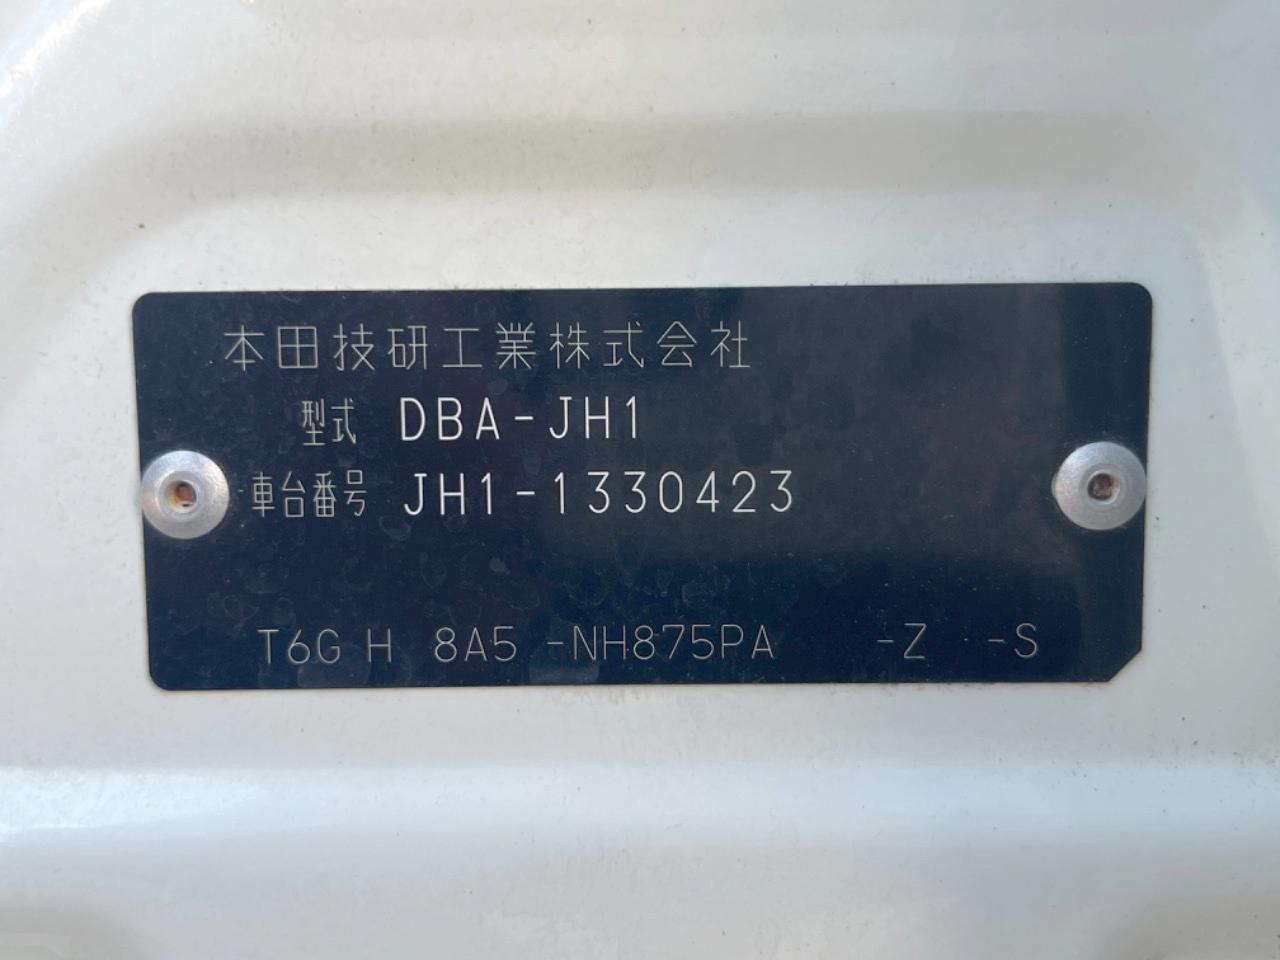 本田技研工業株式会社
型式 DBA-JH1
車台番号 JH1-1330423
T6G H 8A5 -NH875PA -Z -S